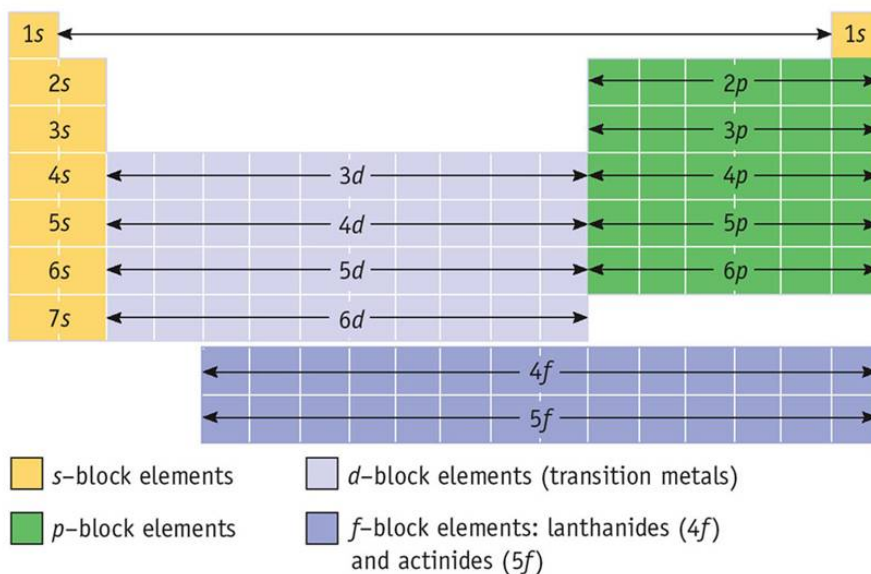 1s 1s
2s 2p
3s 3p
4s 3d 4p
5s 4d 5p
6s 5d 6p
7s 6d
4f
5f
s–block elements
d–block elements (transition metals)
p–block elements
f–block elements: lanthanides (4f)
and actinides (5f)